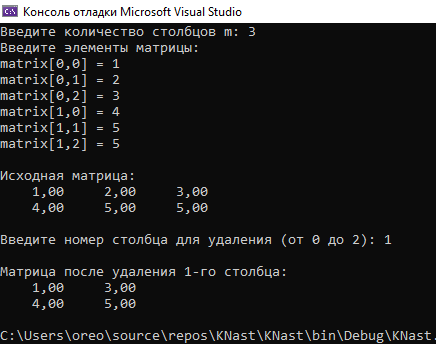 Консоль отладки Microsoft Visual Studio
Введите количество столбцов m: 3
Введите элементы матрицы:
matrix[0,0] = 1
matrix[0,1] = 2
matrix[0,2] = 3
matrix[1,0] = 4
matrix[1,1] = 5
matrix[1,2] = 5
Исходная матрица:
1,00 2,00 3,00
4,00 5,00 5,00
Введите номер столбца для удаления (от 0 до 2): 1
Матрица после удаления 1-го столбца:
1,00 3,00
4,00 5,00
C:\Users\oreo\source\repos\KNast\KNast\bin\Debug\KNast.